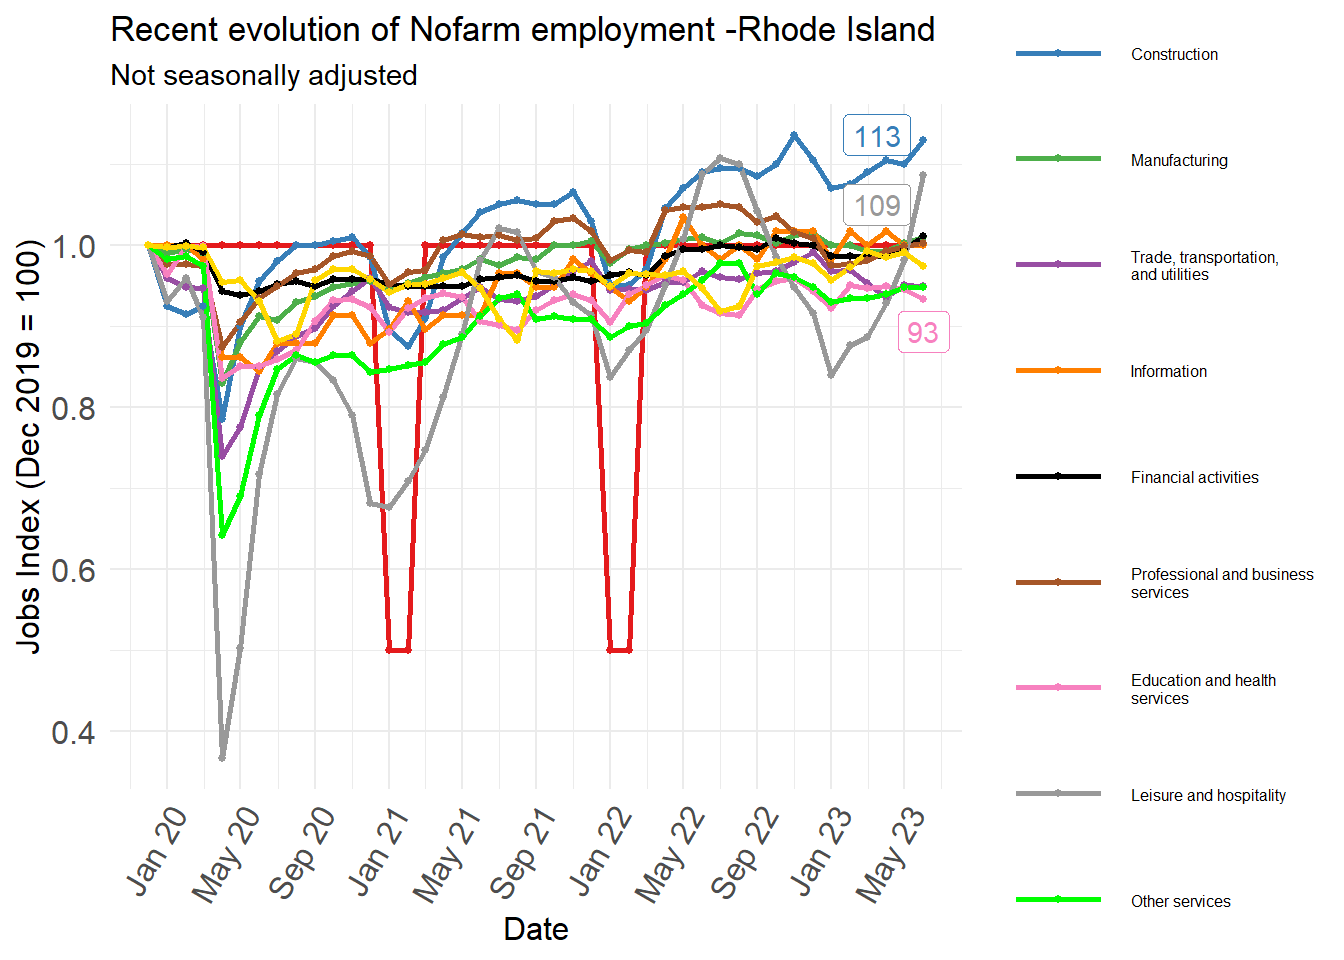 Recent evolution of Nofarm employment -Rhode Island
Not seasonally adjusted
Jobs Index (Dec 2019 = 100)
1.0
0.8
0.6
0.4
113
109
93
Jan 20
May 20
Sep 20
Jan 21
May 21
Sep 21
Jan 22
May 22
Sep 22
Jan 23
May 23
Date
Construction
Manufacturing
Trade, transportation,
and utilities
Information
Financial activities
Professional and business
services
Education and health
services
Leisure and hospitality
Other services